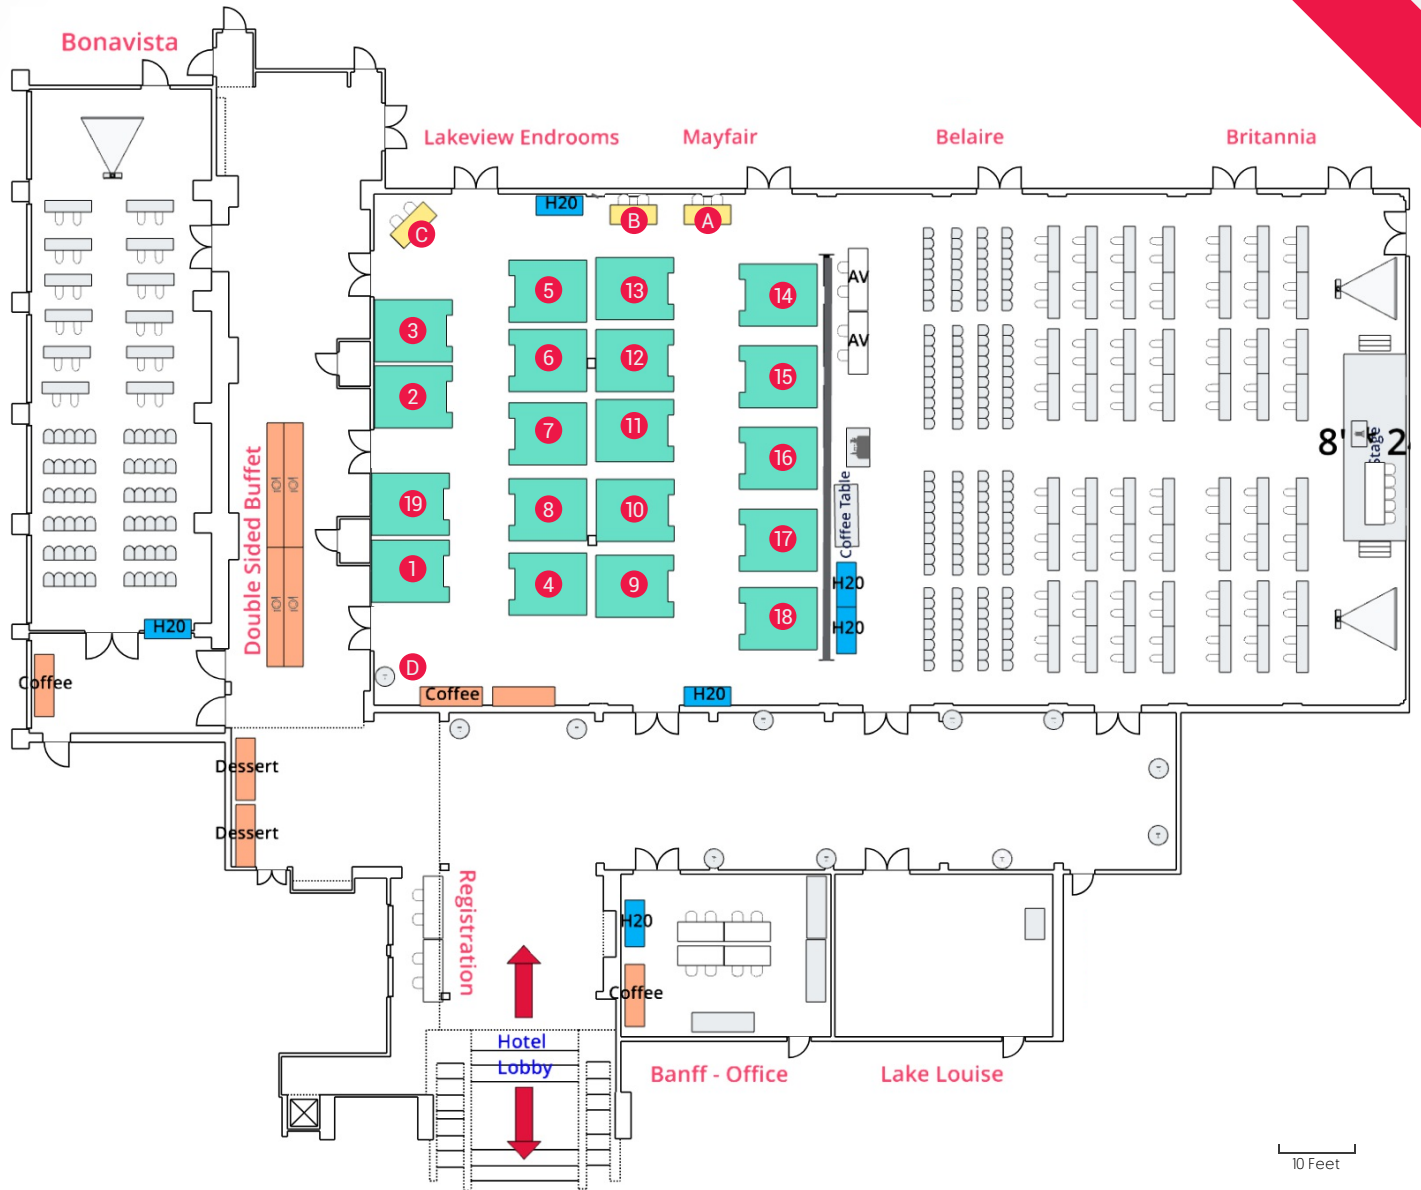 Bonavista
Lakeview Endrooms
Mayfair
Belaire
Britannia
H20
B
A
C
5
13
14
AV
3
6
12
15
AV
2
7
11
16
8'
2
Stage
Double Sided Buffet
19
8
10
17
Coffee Table
1
4
9
18
H20
H20
H20
D
Coffee
Coffee
H20
Dessert
Dessert
Registration
H20
Coffee
Hotel
Lobby
Banff - Office
Lake Louise
10 Feet